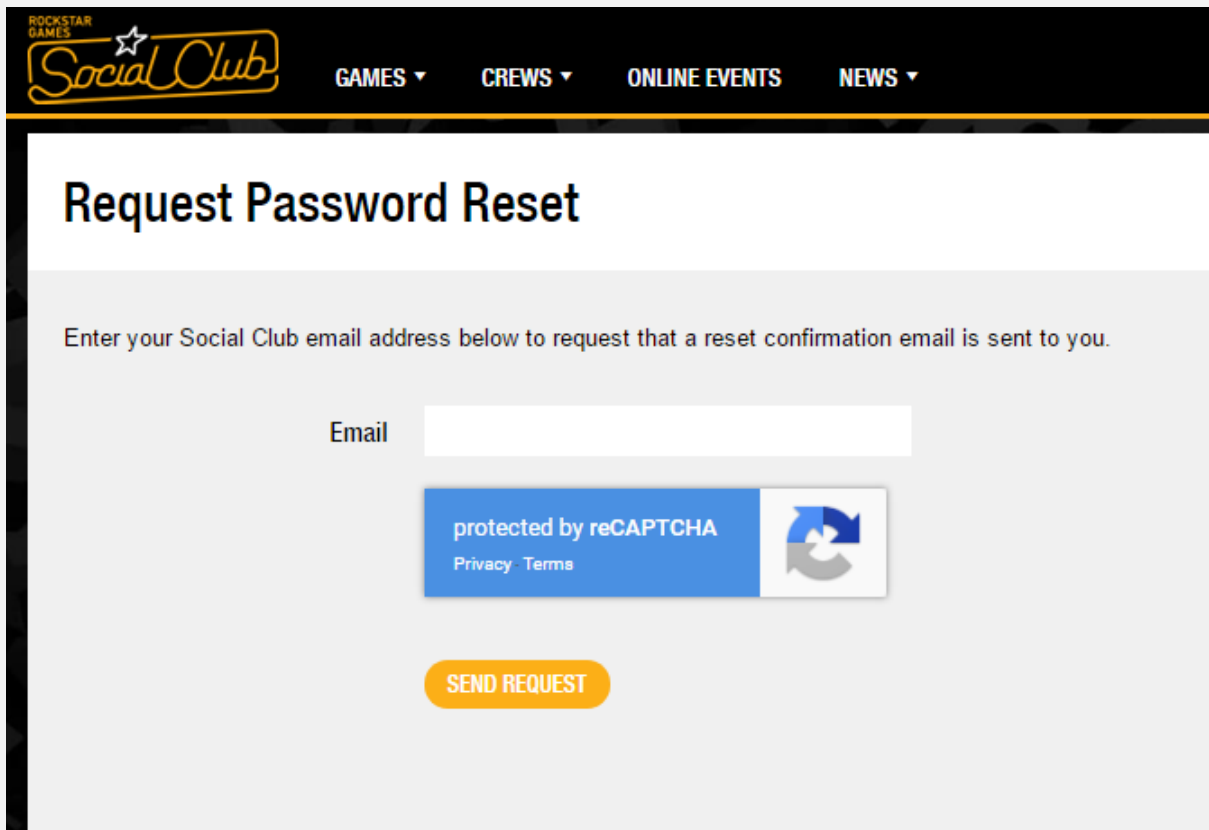 ROCKSTAR
GAMES
Social Club
GAMES CREWS ONLINE EVENTS NEWS
Request Password Reset
Enter your Social Club email address below to request that a reset confirmation email is sent to you.
Email
protected by reCAPTCHA
Privacy - Terms
SEND REQUEST